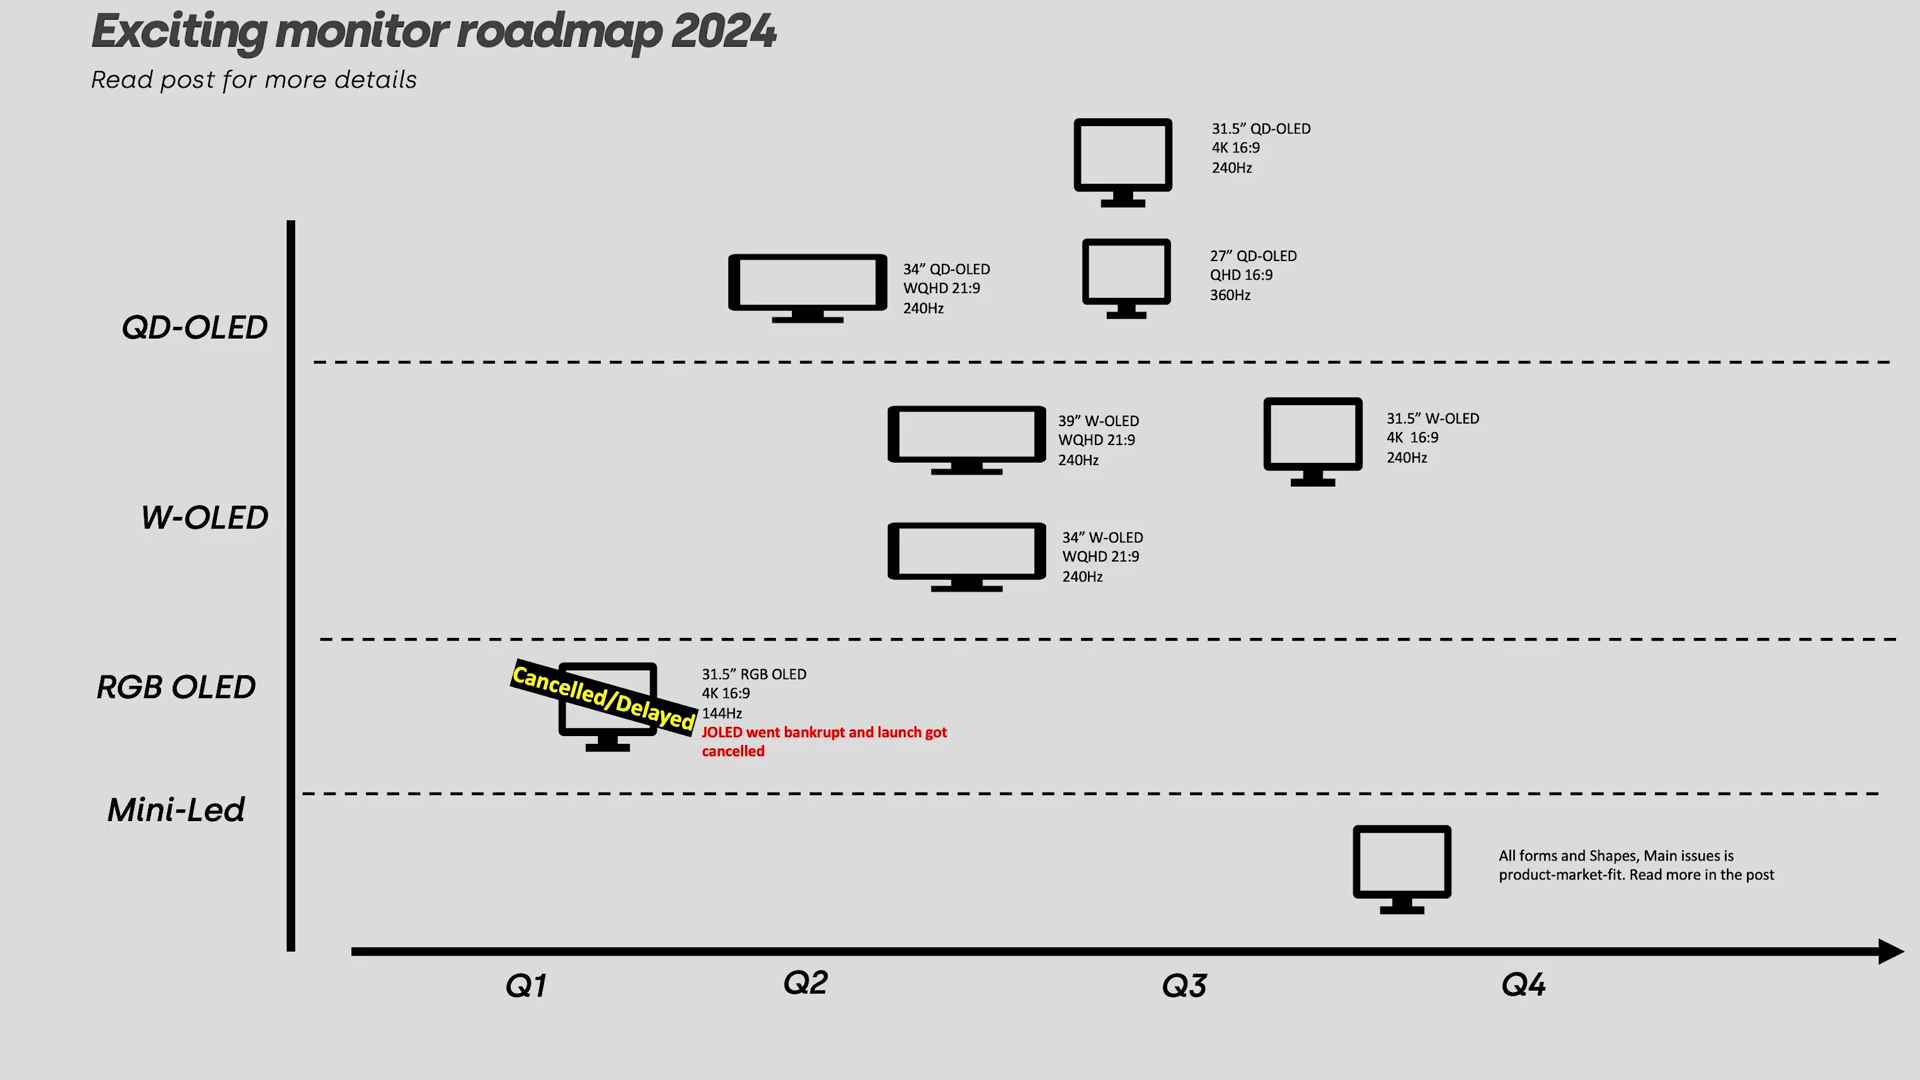 Exciting monitor roadmap 2024
Read post for more details
31.5” QD-OLED
4K 16:9
240Hz
27” QD-OLED
QHD 16:9
360Hz
34” QD-OLED
WQHD 21:9
240Hz
QD-OLED
39” W-OLED
WQHD 21:9
240Hz
31.5” W-OLED
4K  16:9
240Hz
W-OLED
34” W-OLED
WQHD 21:9
240Hz
RGB OLED
Cancelled/Delayed
31.5” RGB OLED
4K 16:9
144Hz
JOLED went bankrupt and launch got
cancelled
Mini-Led
All forms and Shapes, Main issues is
product-market-fit. Read more in the post
Q1
Q2
Q3
Q4